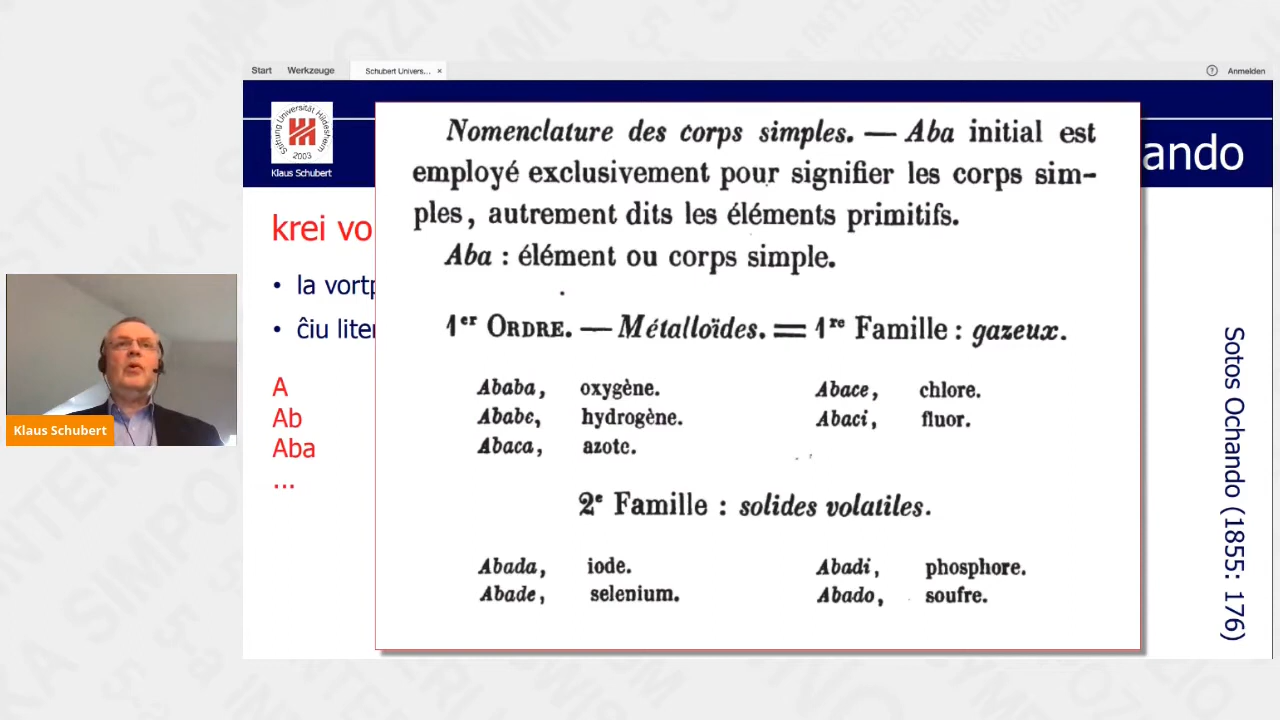 Start Werkzeuge Schubert Univers... × ? Anmelden
Stiftung Universität Hildesheim
2003
Klaus Schubert
ando
krei vo
• la vortp
• ĉiu liter
A
Ab
Aba
...
Nomenclature des corps simples. — Aba initial est
employé exclusivement pour signifier les corps sim-
ples, autrement dits les éléments primitifs.
Aba : élément ou corps simple.
1er ORDRE. — Métalloïdes. = 1re Famille : gazeux.
Ababa, oxygène. Abace, chlore.
Ababe, hydrogène. Abaci, fluor.
Abaca, azote.
2e Famille : solides volatiles.
Abada, iode. Abadi, phosphore.
Abade, selenium. Abado, soufre.
Sotos Ochando (1855: 176)
Klaus Schubert